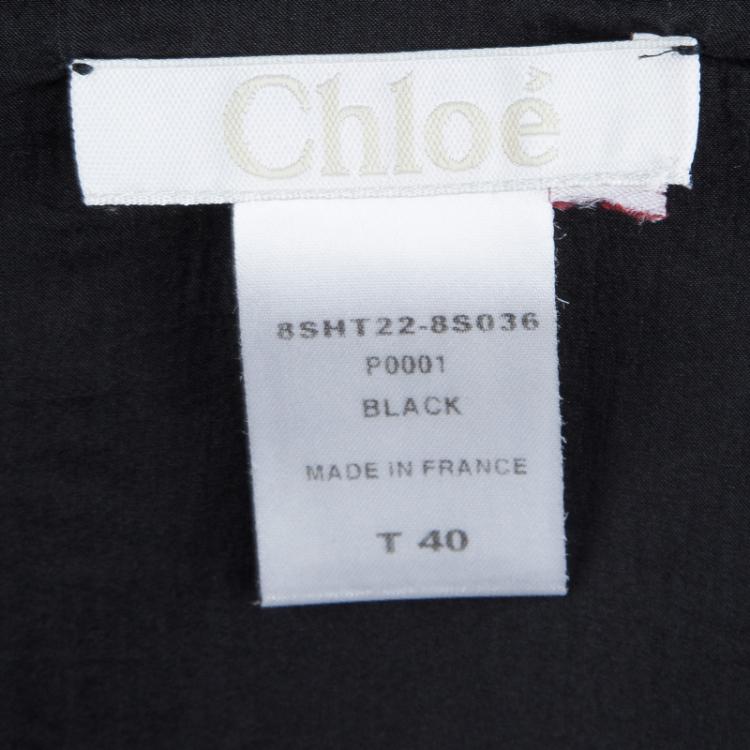 Chloé
8SHT22-8S036
P0001
BLACK
MADE IN FRANCE
T 40